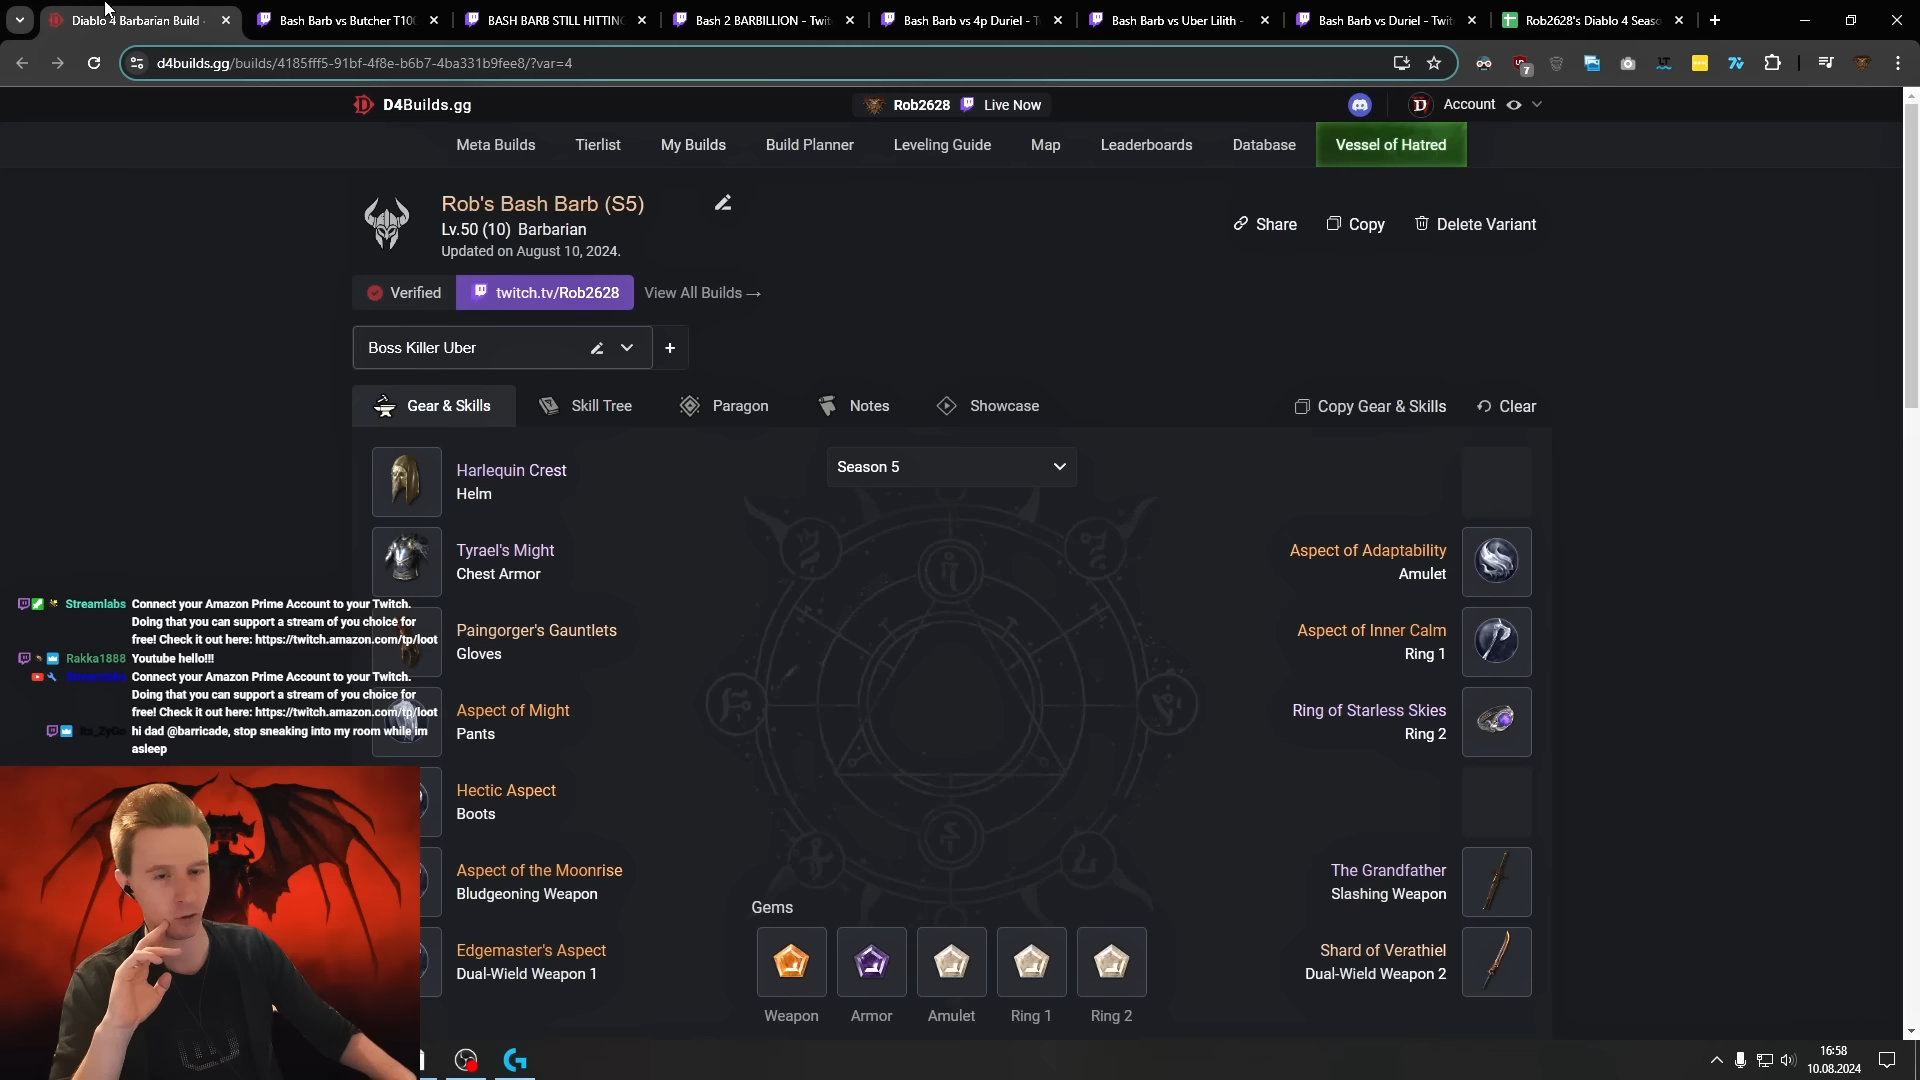 Diablo 4 Barbarian Build -
Bash Barb vs Butcher T10
BASH BARB STILL HITTING
Bash 2 BARBILLION - Twit
Bash Barb vs 4p Duriel - T
Bash Barb vs Uber Lilith -
Bash Barb vs Duriel - Twit
Rob2628's Diablo 4 Seaso
d4builds.gg/builds/4185fff5-91bf-4f8e-b6b7-4ba331b9fee8/?var=4
7
D4Builds.gg
Rob2628 Live Now
Account
Meta Builds
Tierlist
My Builds
Build Planner
Leveling Guide
Map
Leaderboards
Database
Vessel of Hatred
Rob's Bash Barb (S5)
Lv.50 (10) Barbarian
Updated on August 10, 2024.
Share
Copy
Delete Variant
Verified
twitch.tv/Rob2628
View All Builds →
Boss Killer Uber
+
Gear & Skills
Skill Tree
Paragon
Notes
Showcase
Copy Gear & Skills
Clear
Season 5
Harlequin Crest
Helm
Tyrael's Might
Chest Armor
Paingorger's Gauntlets
Gloves
Aspect of Might
Pants
Hectic Aspect
Boots
Aspect of the Moonrise
Bludgeoning Weapon
Edgemaster's Aspect
Dual-Wield Weapon 1
Aspect of Adaptability
Amulet
Aspect of Inner Calm
Ring 1
Ring of Starless Skies
Ring 2
The Grandfather
Slashing Weapon
Shard of Verathiel
Dual-Wield Weapon 2
Gems
Weapon
Armor
Amulet
Ring 1
Ring 2
Streamlabs Connect your Amazon Prime Account to your Twitch.
Doing that you can support a stream of you choice for
free! Check it out here: https://twitch.amazon.com/tp/loot
Rakka1888 Youtube hello!!!
Connect your Amazon Prime Account to your Twitch.
Doing that you can support a stream of you choice for
free! Check it out here: https://twitch.amazon.com/tp/loot
hi dad @barricade, stop sneaking into my room while im
asleep
16:58
10.08.2024